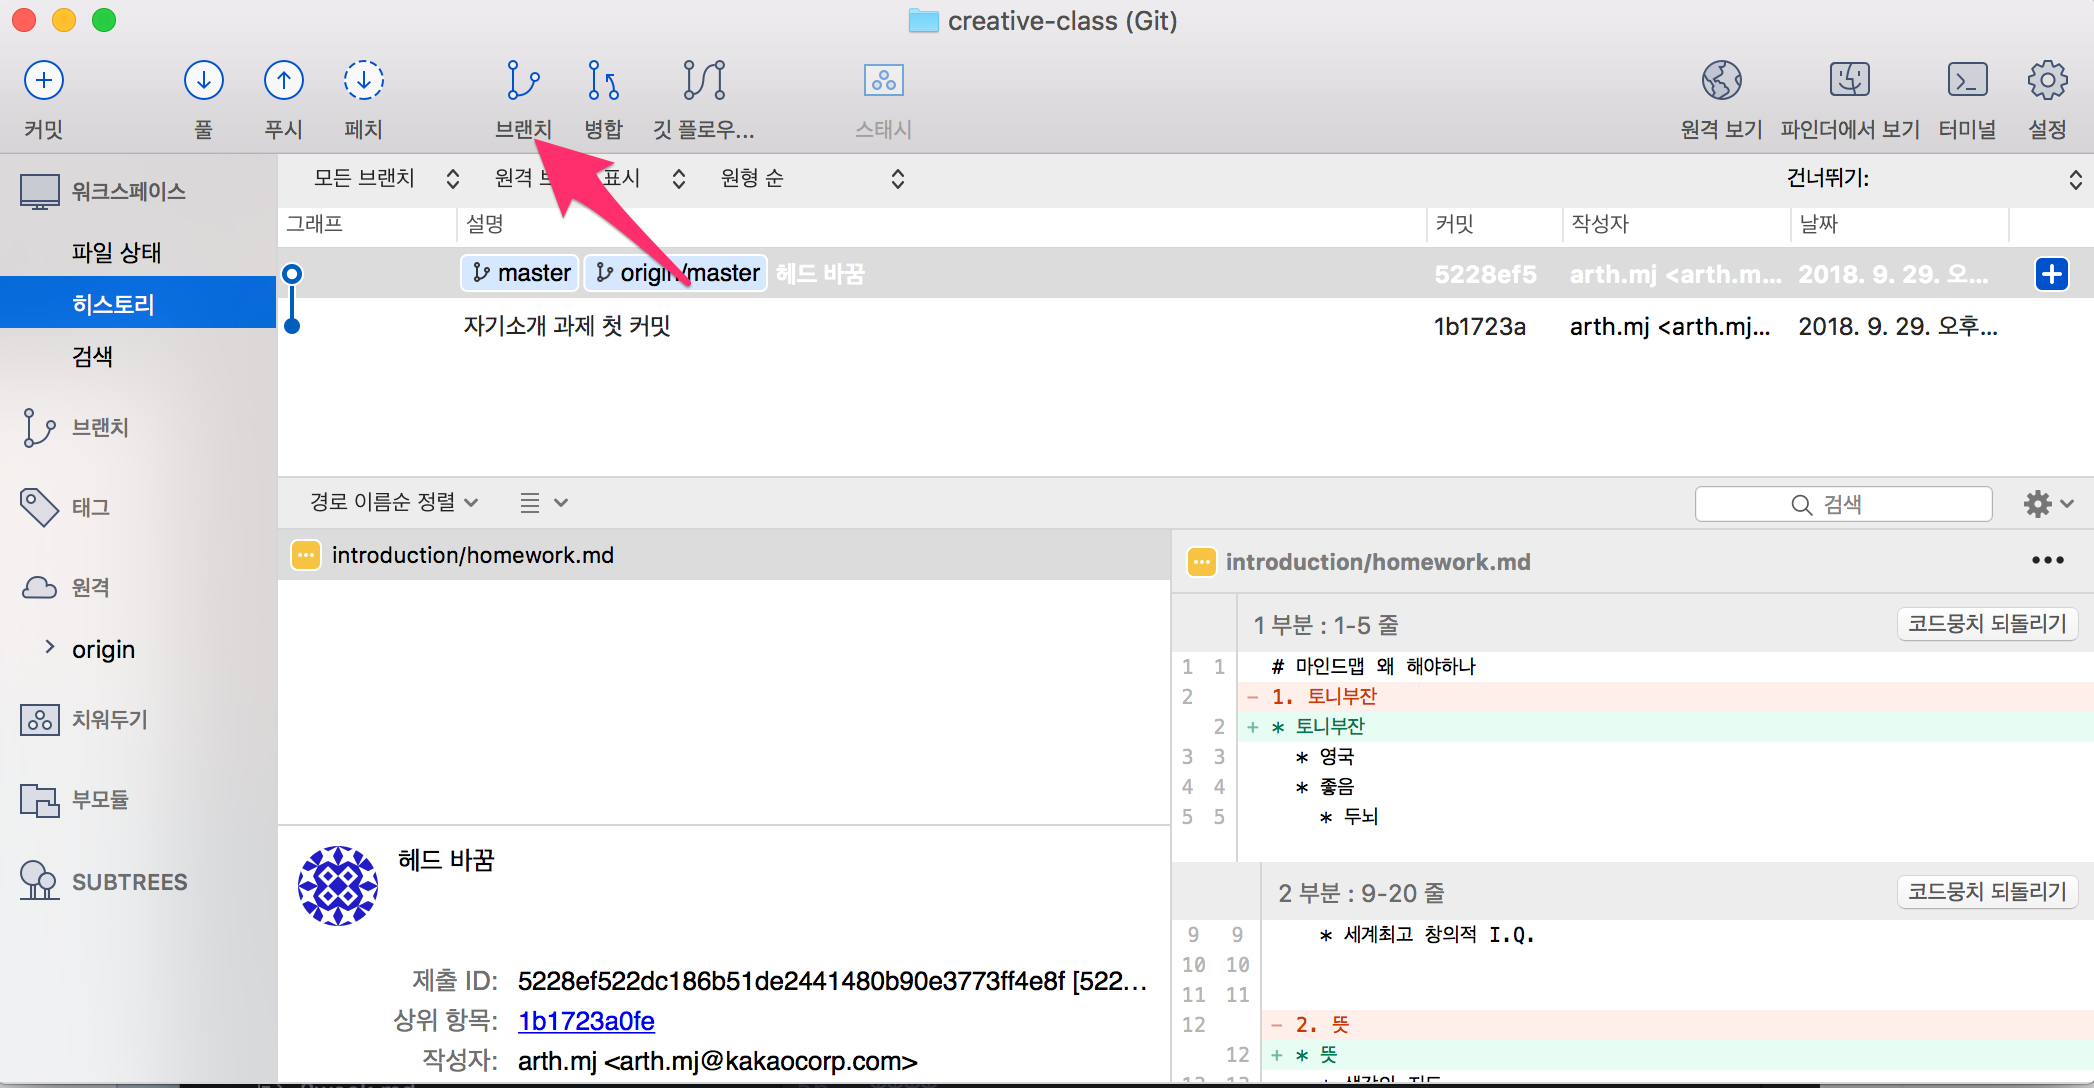 creative-class (Git)
커밋 풀 푸시 페치 브랜치 병합 깃 플로우... 스태시 원격 보기 파인더에서 보기 터미널 설정
워크스페이스
파일 상태
히스토리
검색
브랜치
태그
원격
origin
치워두기
부모듈
SUBTREES
모든 브랜치 원격 표시 원형 순 건너뛰기:
그래프 설명 커밋 작성자 날짜
master origin/master 헤드 바꿈 5228ef5 arth.mj <arth.m... 2018. 9. 29. 오...
자기소개 과제 첫 커밋 1b1723a arth.mj <arth.mj... 2018. 9. 29. 오후...
경로 이름순 정렬 검색
introduction/homework.md
헤드 바꿈
제출 ID: 5228ef522dc186b51de2441480b90e3773ff4e8f [522...
상위 항목: 1b1723a0fe
작성자: arth.mj <arth.mj@kakaocorp.com>
introduction/homework.md
1 부분 : 1-5 줄 코드뭉치 되돌리기
1 1 # 마인드맵 왜 해야하나
2 - 1. 토니부잔
2 + * 토니부잔
3 3 * 영국
4 4 * 좋음
5 5 * 두뇌
2 부분 : 9-20 줄 코드뭉치 되돌리기
9 9 * 세계최고 창의적 I.Q.
10 10
11 11
12 - 2. 뜻
12 + * 뜻